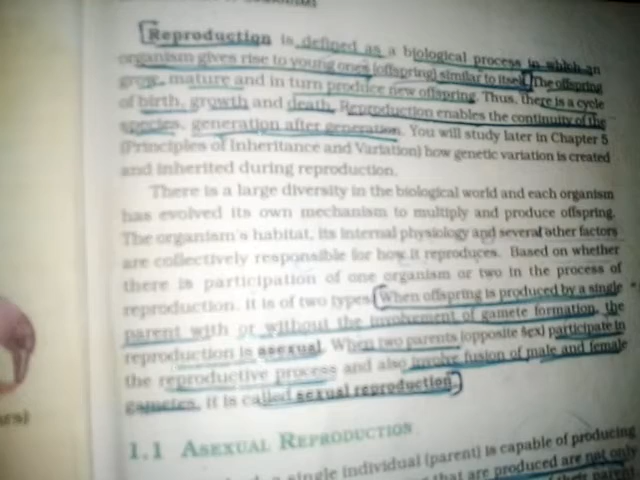 Reproduction is defined as a biological process in which an
organism gives rise to young ones (offspring) similar to itself. The offspring
grow, mature and in turn produce new offspring. Thus, there is a cycle
of birth, growth and death. Reproduction enables the continuity of the
species, generation after generation. You will study later in Chapter 5
(Principles of Inheritance and Variation) how genetic variation is created
and inherited during reproduction.
There is a large diversity in the biological world and each organism
has evolved its own mechanism to multiply and produce offspring.
The organism's habitat, its internal physiology and several other factors
are collectively responsible for how it reproduces. Based on whether
there is participation of one organism or two in the process of
reproduction, it is of two types. When offspring is produced by a single
parent with or without the involvement of gamete formation, the
reproduction is asexual. When two parents (opposite sex) participate in
the reproductive process and also involve fusion of male and female
gametes, it is called sexual reproduction.
1.1 ASEXUAL REPRODUCTION
single individual (parent) is capable of producing
that are produced are not only
their parent